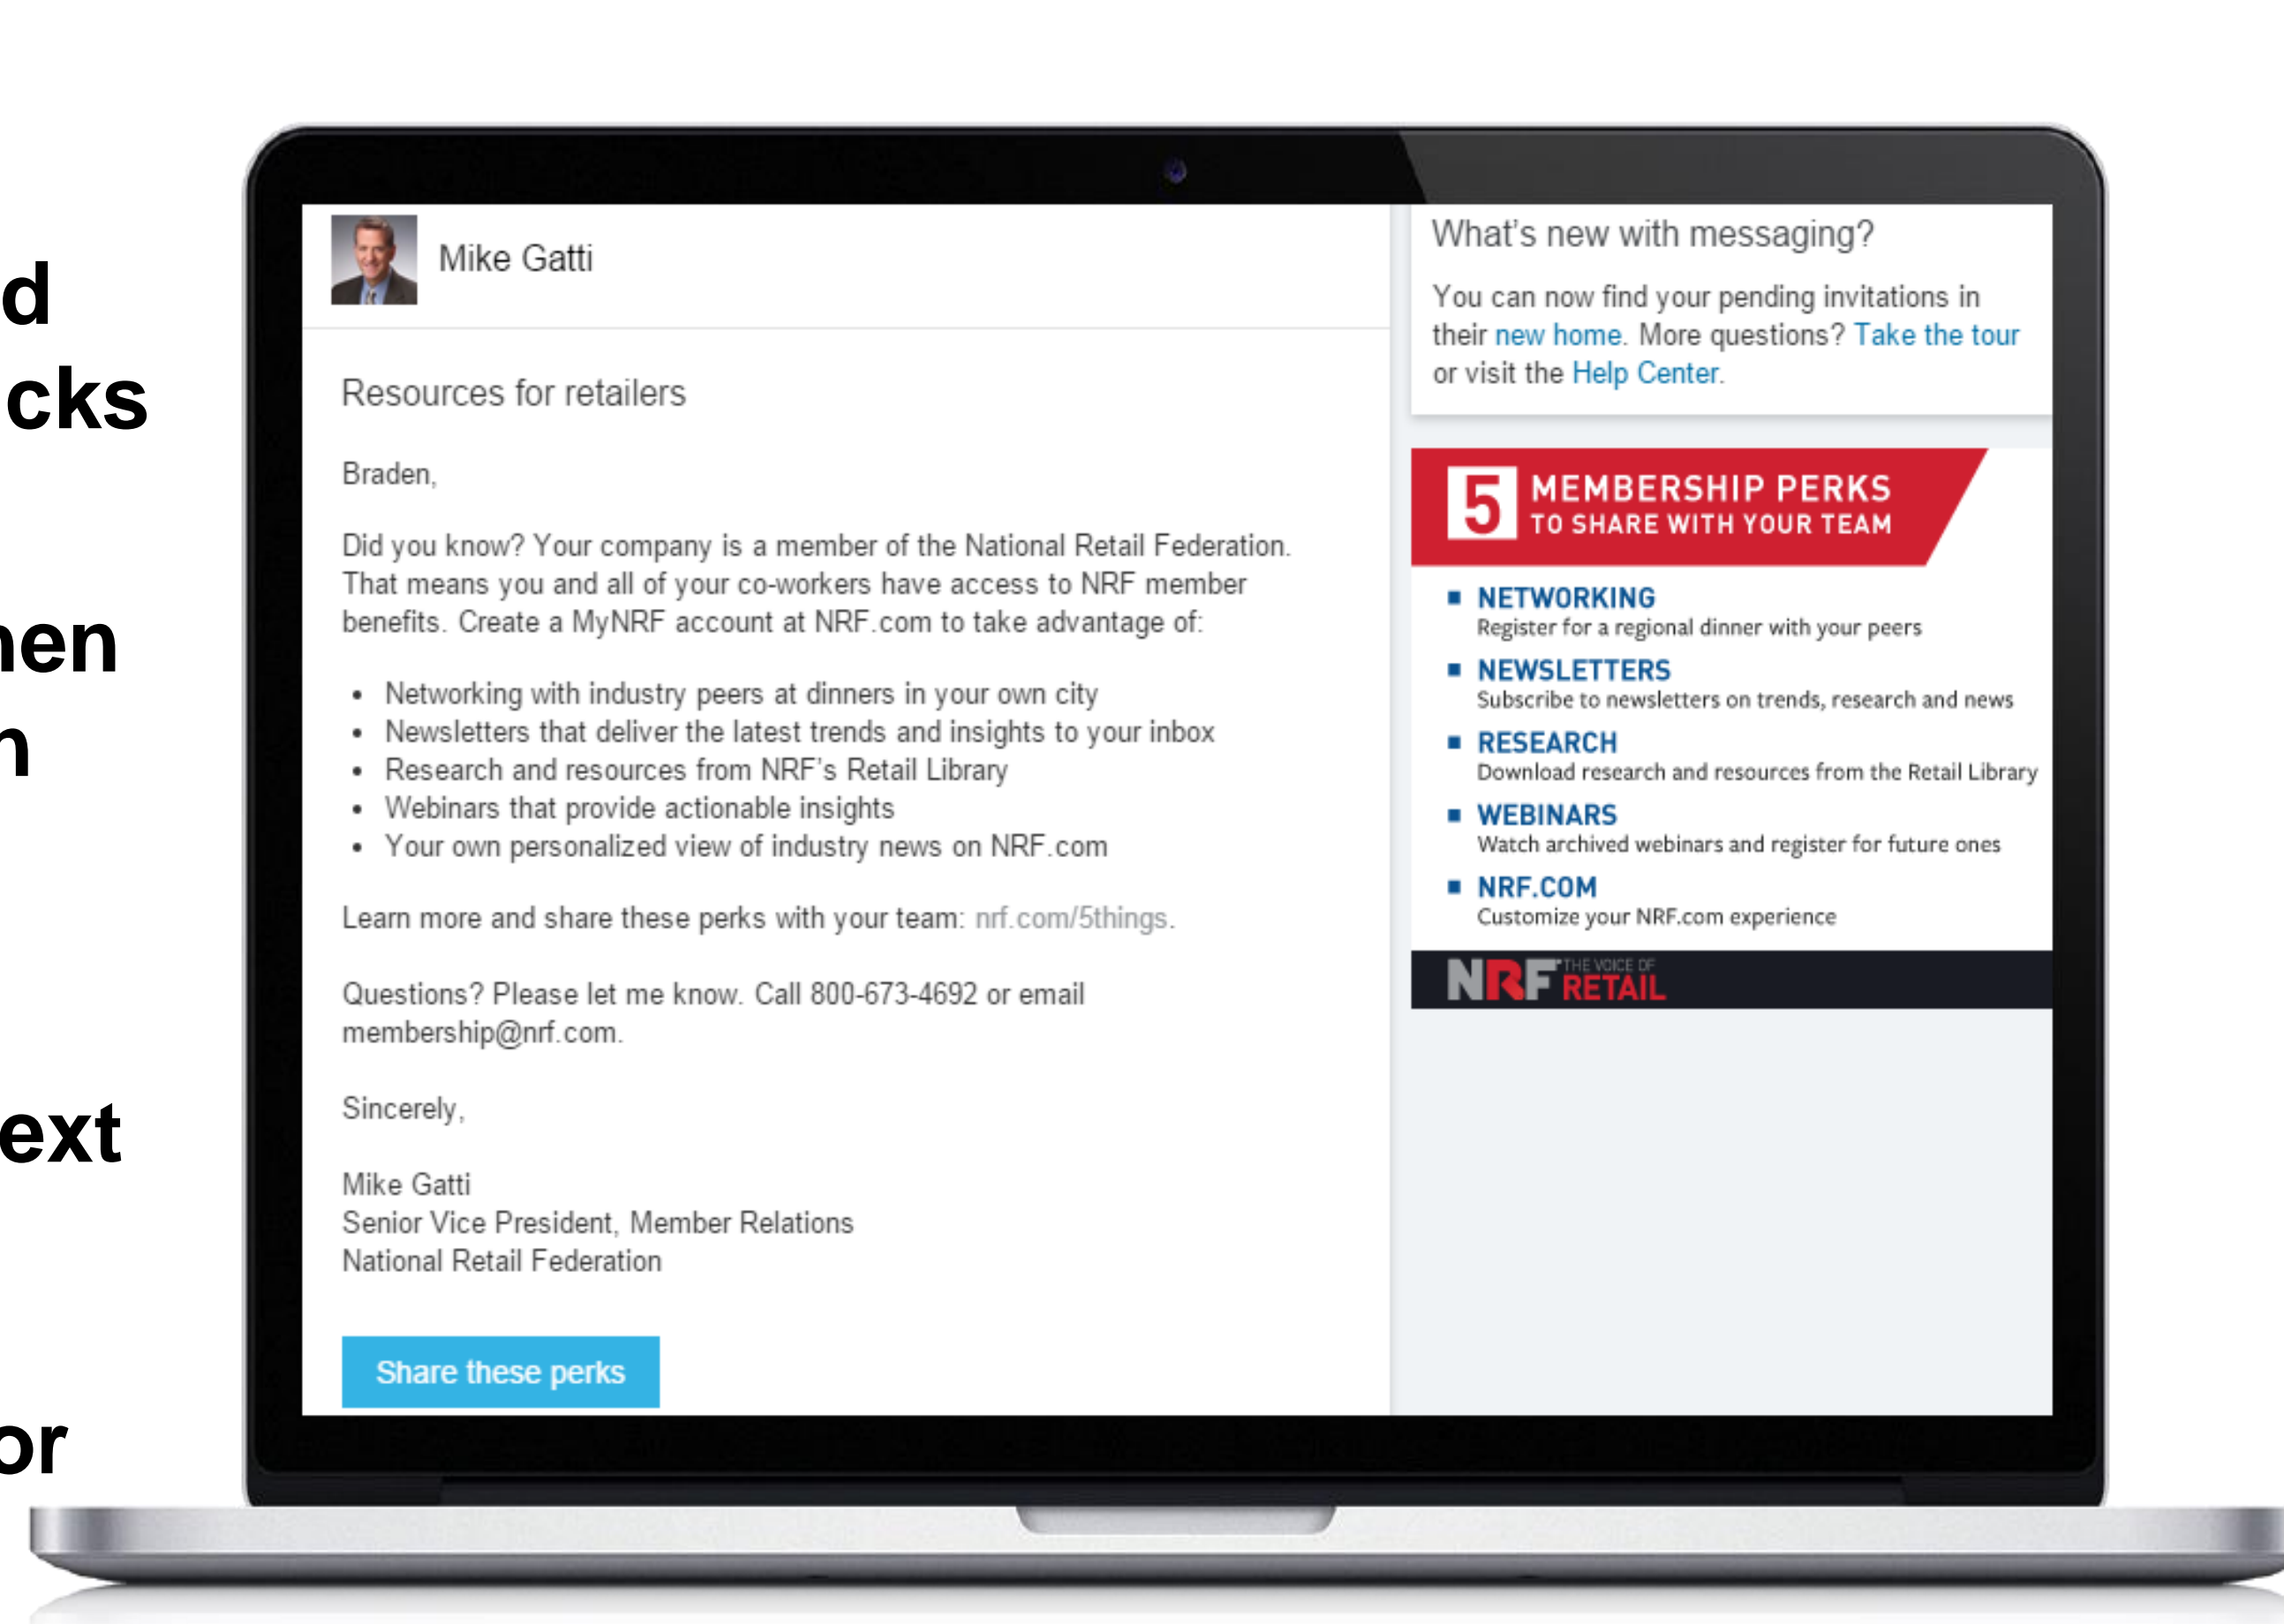 d
cks
hen
n
ext
or
Mike Gatti
Resources for retailers
Braden,
Did you know? Your company is a member of the National Retail Federation.
That means you and all of your co-workers have access to NRF member
benefits. Create a MyNRF account at NRF.com to take advantage of:
• Networking with industry peers at dinners in your own city
• Newsletters that deliver the latest trends and insights to your inbox
• Research and resources from NRF's Retail Library
• Webinars that provide actionable insights
• Your own personalized view of industry news on NRF.com
Learn more and share these perks with your team: nrf.com/5things.
Questions? Please let me know. Call 800-673-4692 or email
membership@nrf.com.
Sincerely,
Mike Gatti
Senior Vice President, Member Relations
National Retail Federation
Share these perks
What's new with messaging?
You can now find your pending invitations in
their new home. More questions? Take the tour
or visit the Help Center.
5 MEMBERSHIP PERKS
TO SHARE WITH YOUR TEAM
NETWORKING
Register for a regional dinner with your peers
NEWSLETTERS
Subscribe to newsletters on trends, research and news
RESEARCH
Download research and resources from the Retail Library
WEBINARS
Watch archived webinars and register for future ones
NRF.COM
Customize your NRF.com experience
NRF THE VOICE OF
RETAIL